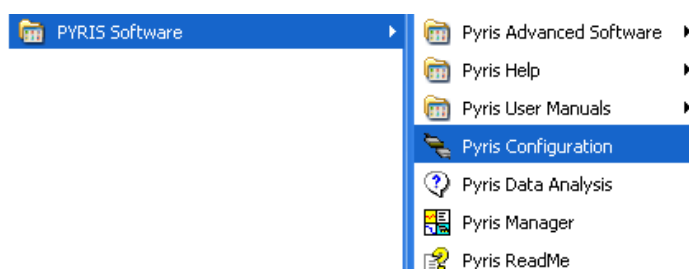 PYRIS Software
Pyris Advanced Software
Pyris Help
Pyris User Manuals
Pyris Configuration
Pyris Data Analysis
Pyris Manager
Pyris ReadMe